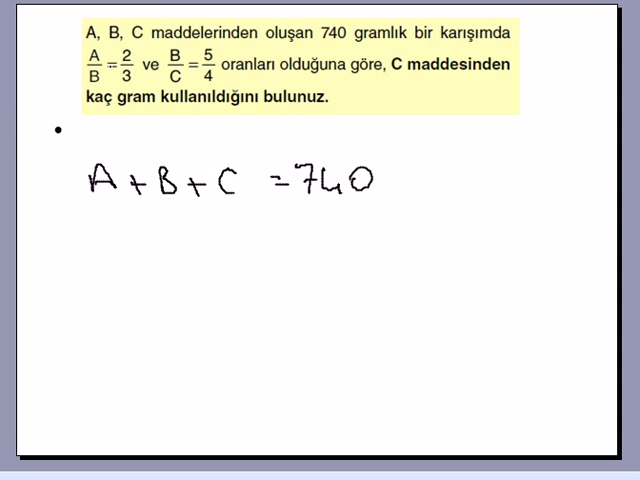 A, B, C maddelerinden oluşan 740 gramlık bir karışımda
A/B = 2/3 ve B/C = 5/4 oranları olduğuna göre, C maddesinden
kaç gram kullanıldığını bulunuz.
A + B + C = 740